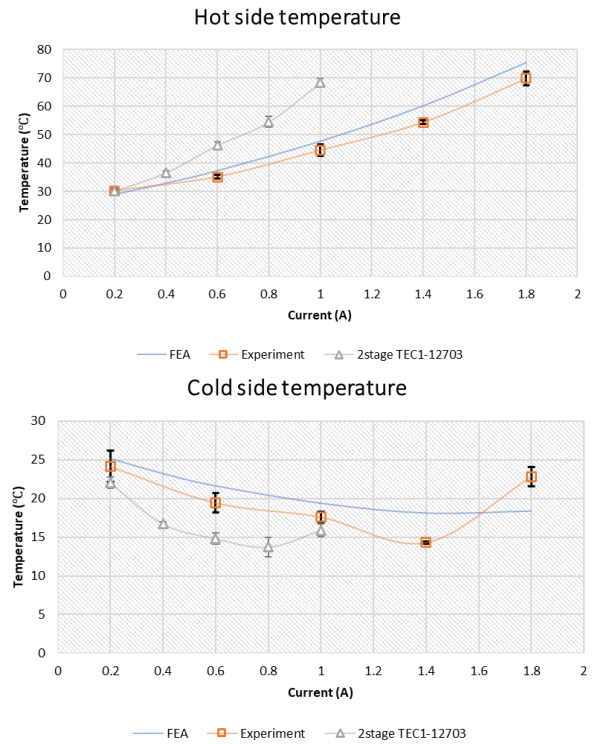 Hot side temperature
80
70
60
50
40
30
20
10
0
Temperature (°C)
0 0.2 0.4 0.6 0.8 1 1.2 1.4 1.6 1.8 2
Current (A)
FEA Experiment 2stage TEC1-12703
Cold side temperature
30
25
20
15
10
5
0
Temperature (°C)
0 0.2 0.4 0.6 0.8 1 1.2 1.4 1.6 1.8 2
Current (A)
FEA Experiment 2stage TEC1-12703